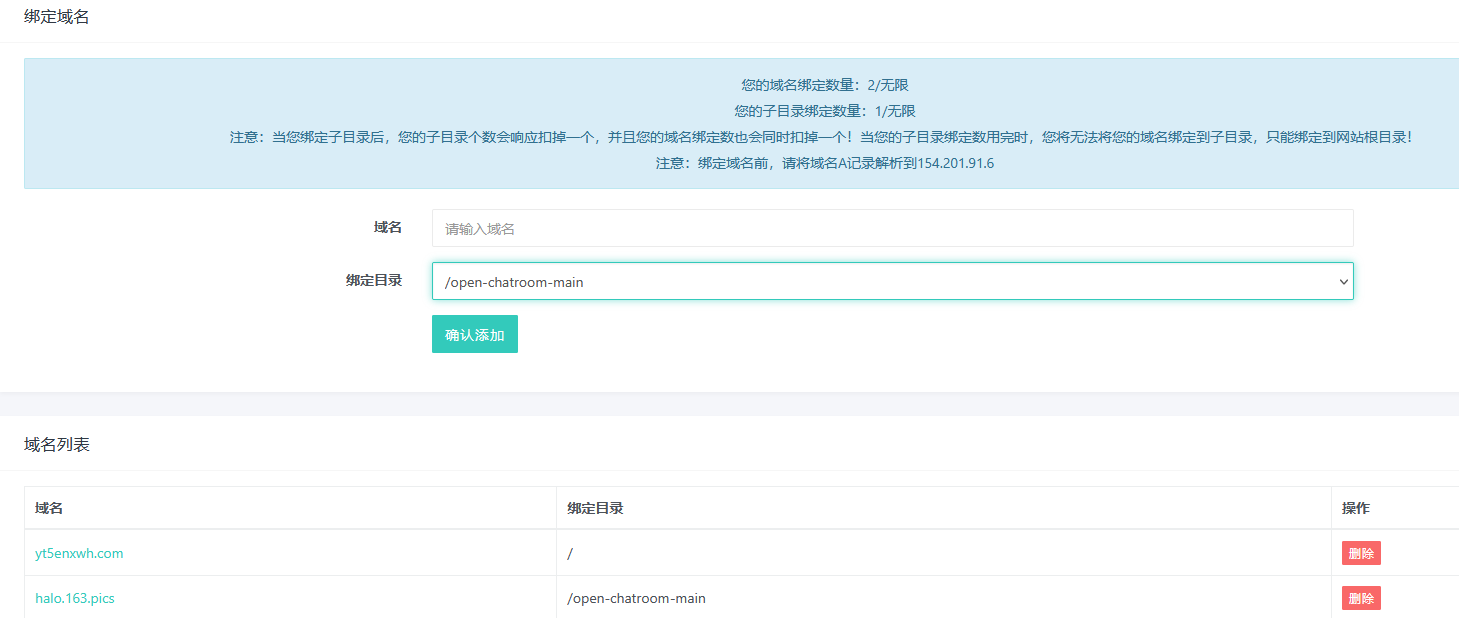 绑定域名
您的域名绑定数量：2/无限
您的子目录绑定数量：1/无限
注意：当您绑定子目录后，您的子目录个数会响应扣掉一个，并且您的域名绑定数也会同时扣掉一个！当您的子目录绑定数用完时，您将无法将您的域名绑定到子目录，只能绑定到网站根目录！
注意：绑定域名前，请将域名A记录解析到154.201.91.6
域名 请输入域名
绑定目录 /open-chatroom-main
确认添加
域名列表
域名 绑定目录 操作
yt5enxwh.com / 删除
halo.163.pics /open-chatroom-main 删除